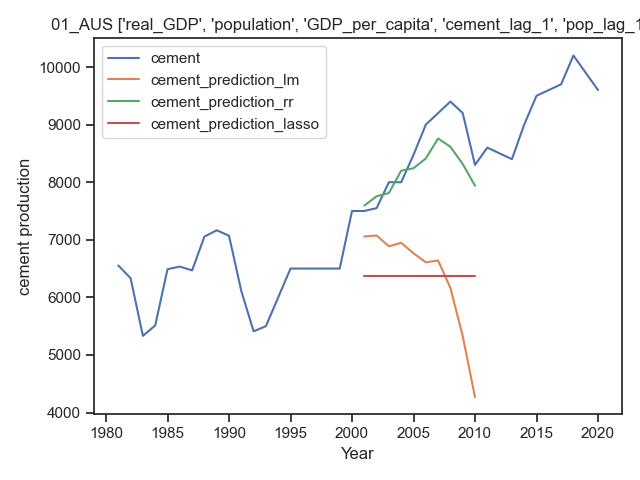 01_AUS ['real_GDP', 'population', 'GDP_per_capita', 'cement_lag_1', 'pop_lag_1
cement
cement_prediction_lm
cement_prediction_rr
cement_prediction_lasso
10000
9000
8000
7000
6000
5000
4000
cement production
1980 1985 1990 1995 2000 2005 2010 2015 2020
Year